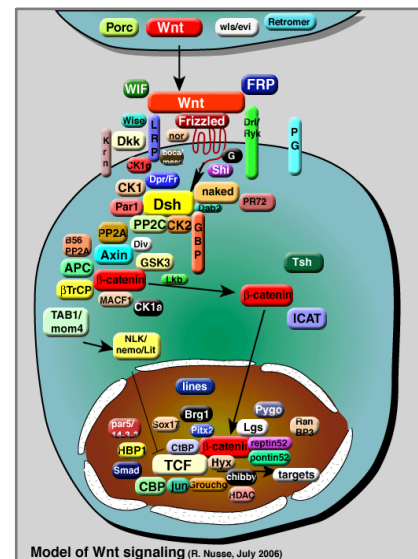 Porc
Wnt
wls/evi
Retromer
WIF
FRP
Wnt
Wise
LRP
Frizzled
Drl/
Ryk
PG
Krn
Dkk
nor
CK1g
G
Shi
Dpr/Fr
CK1
naked
Par1
Dsh
Dab2
PR72
PP2C
CK2
GBP
PP2A
B56
PP2A
Div
Axin
GSK3
APC
Tsh
β-catenin
Lkb
βTrCP
MACF1
CK1a
β-catenin
ICAT
TAB1/
mom4
NLK/
nemo/Lit
lines
Brg1
Pygo
par5/
14-3-3
Sox17
Pitx2
Lgs
Ran
BP3
HBP1
CtBP
β-catenin
reptin52
pontin52
Smad
TCF
Hyx
targets
chibby
CBP
jun
Groucho
HDAC
Model of Wnt signaling (R. Nusse, July 2006)